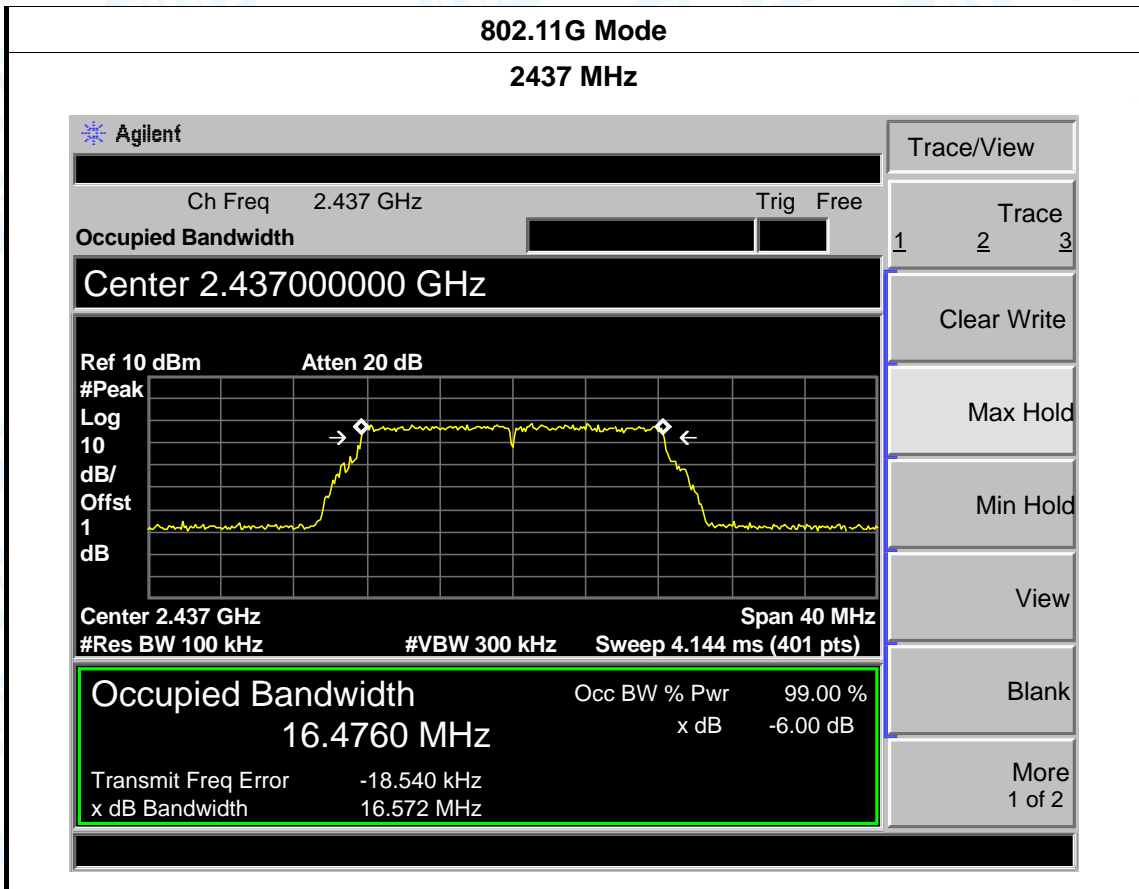 802.11G Mode
2437 MHz
Agilent
Trace/View
Ch Freq 2.437 GHz Trig Free
Occupied Bandwidth
Trace
1 2 3
Center 2.437000000 GHz
Clear Write
Ref 10 dBm Atten 20 dB
#Peak
Log
10
dB/
Offst
1
dB
Max Hold
Min Hold
Center 2.437 GHz Span 40 MHz
#Res BW 100 kHz #VBW 300 kHz Sweep 4.144 ms (401 pts)
View
Occupied Bandwidth Occ BW % Pwr 99.00 %
16.4760 MHz x dB -6.00 dB
Blank
Transmit Freq Error -18.540 kHz
x dB Bandwidth 16.572 MHz
More
1 of 2